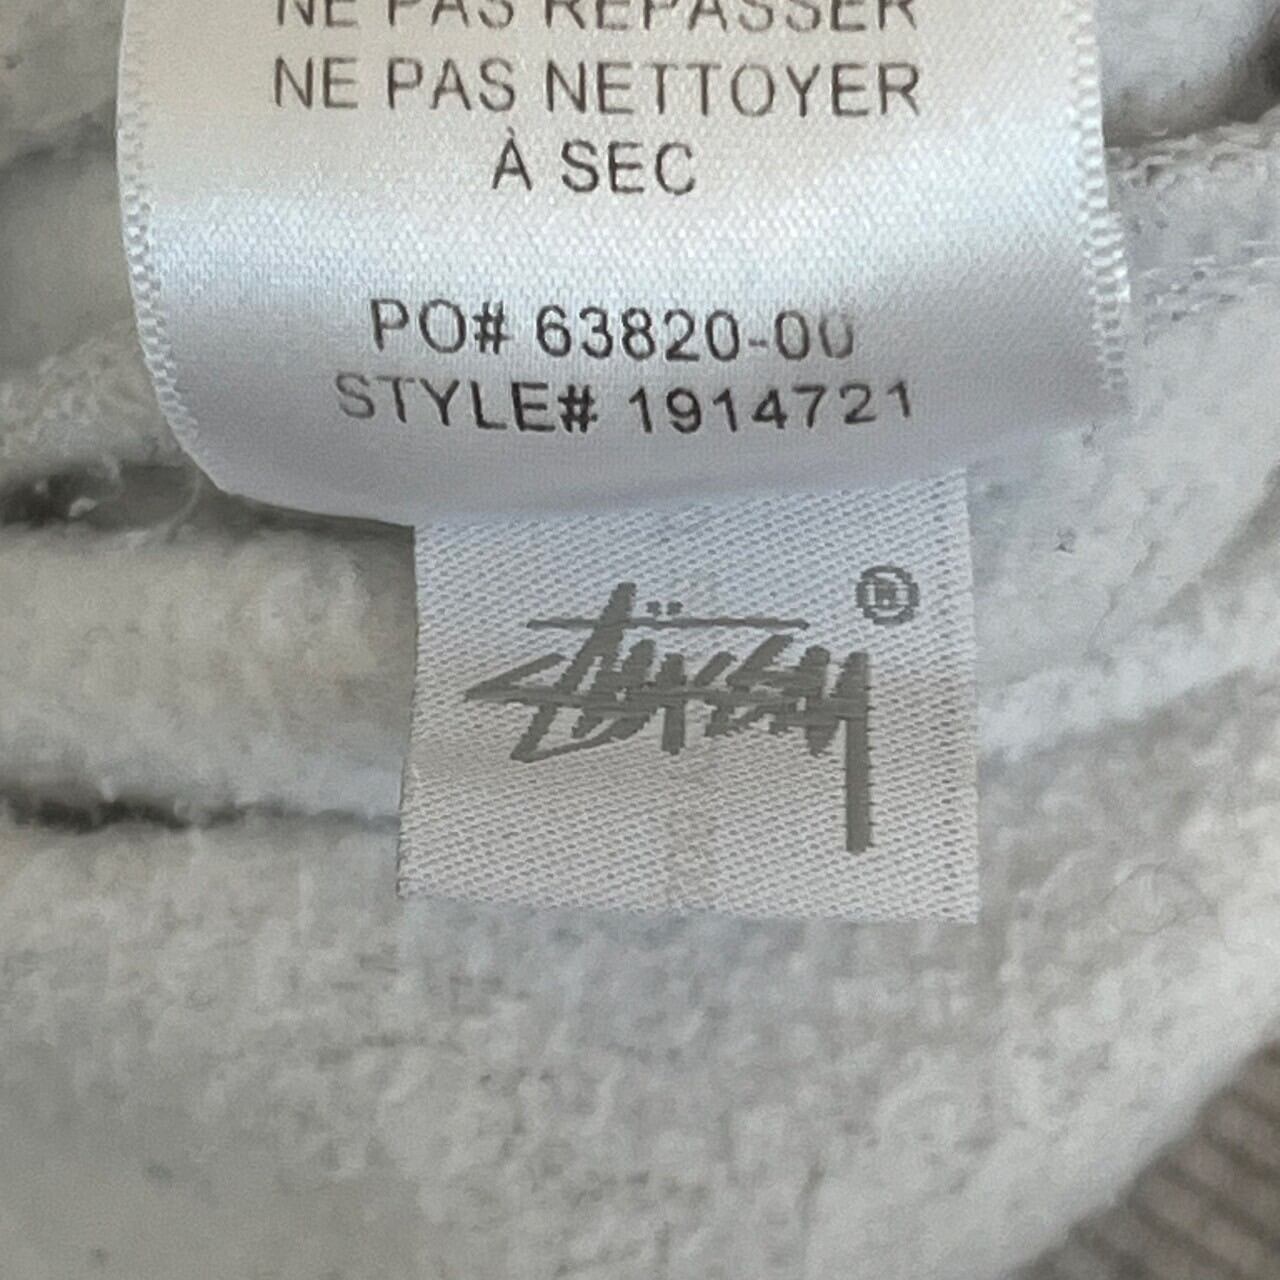 NE PAS REPASSER
NE PAS NETTOYER
À SEC
PO# 63820-00
STYLE# 1914721
Stüssy ®